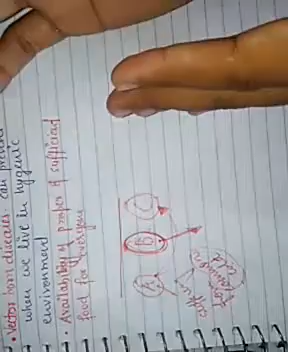 • Vector born diseases can prevent
→ when we live in hygenic
environment
• Availability of proper & sufficient
food for everyone
A B C